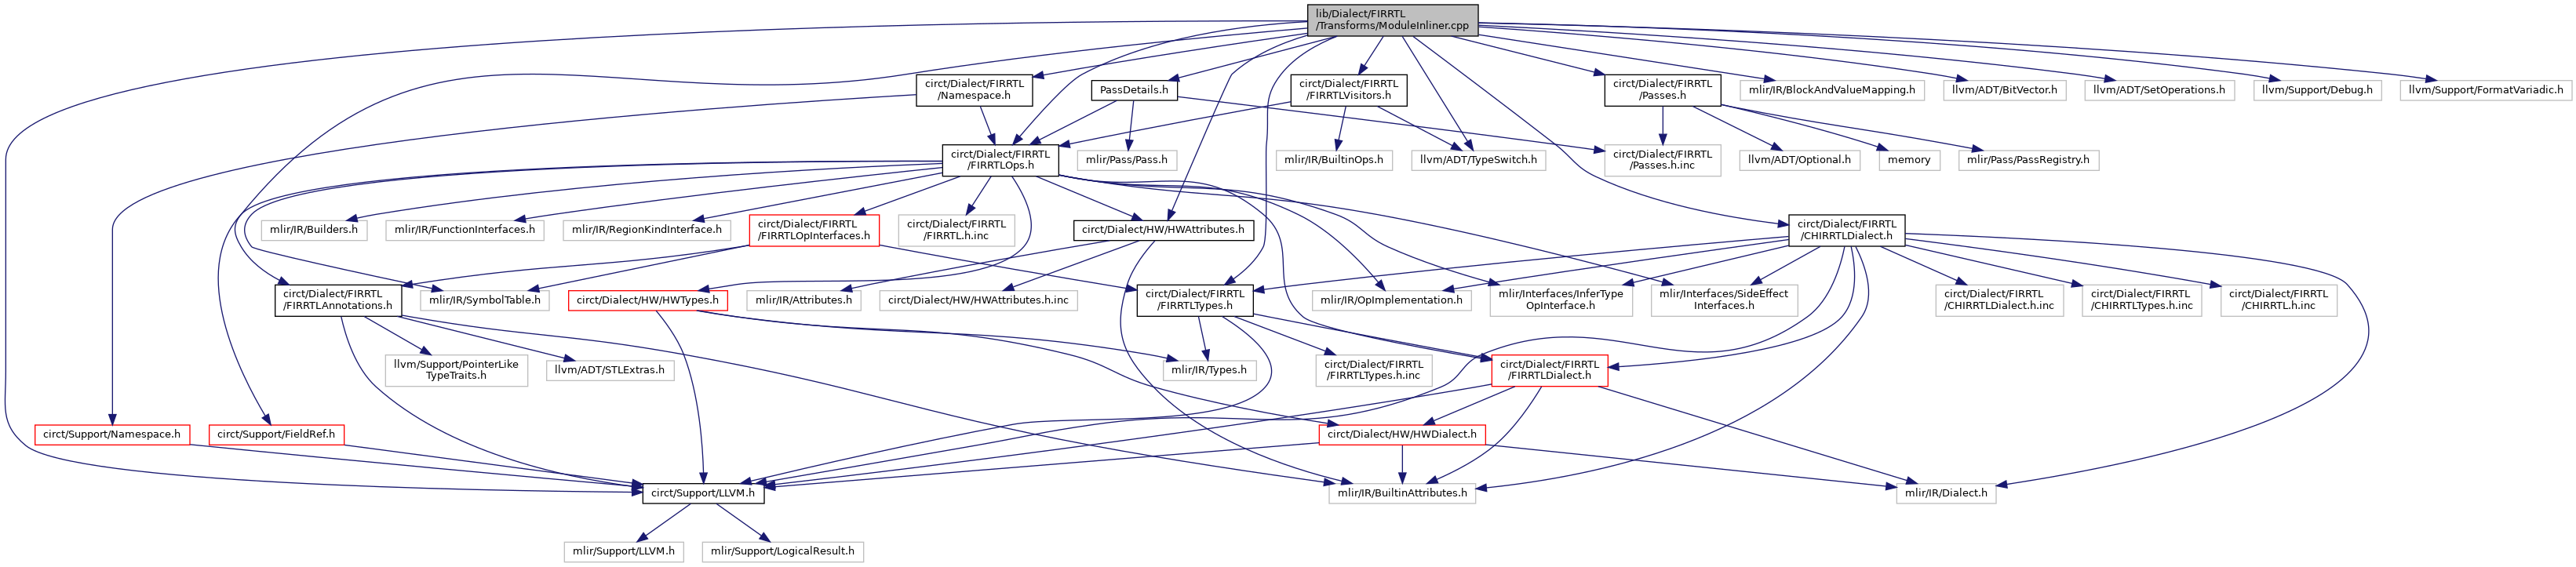 lib/Dialect/FIRRTL
/Transforms/ModuleInliner.cpp
circt/Dialect/FIRRTL
/Namespace.h
PassDetails.h
circt/Dialect/FIRRTL
/FIRRTLVisitors.h
circt/Dialect/FIRRTL
/Passes.h
mlir/IR/BlockAndValueMapping.h
llvm/ADT/BitVector.h
llvm/ADT/SetOperations.h
llvm/Support/Debug.h
llvm/Support/FormatVariadic.h
circt/Dialect/FIRRTL
/FIRRTLOps.h
mlir/Pass/Pass.h
mlir/IR/BuiltinOps.h
llvm/ADT/TypeSwitch.h
circt/Dialect/FIRRTL
/Passes.h.inc
llvm/ADT/Optional.h
memory
mlir/Pass/PassRegistry.h
mlir/IR/Builders.h
mlir/IR/FunctionInterfaces.h
mlir/IR/RegionKindInterface.h
circt/Dialect/FIRRTL
/FIRRTLOpInterfaces.h
circt/Dialect/FIRRTL
/FIRRTL.h.inc
circt/Dialect/HW/HWAttributes.h
circt/Dialect/FIRRTL
/CHIRRTLDialect.h
circt/Dialect/FIRRTL
/FIRRTLAnnotations.h
mlir/IR/SymbolTable.h
circt/Dialect/HW/HWTypes.h
mlir/IR/Attributes.h
circt/Dialect/HW/HWAttributes.h.inc
circt/Dialect/FIRRTL
/FIRRTLTypes.h
mlir/IR/OpImplementation.h
mlir/Interfaces/InferType
OpInterface.h
mlir/Interfaces/SideEffect
Interfaces.h
circt/Dialect/FIRRTL
/CHIRRTLDialect.h.inc
circt/Dialect/FIRRTL
/CHIRRTLTypes.h.inc
circt/Dialect/FIRRTL
/CHIRRTL.h.inc
llvm/Support/PointerLike
TypeTraits.h
llvm/ADT/STLExtras.h
mlir/IR/Types.h
circt/Dialect/FIRRTL
/FIRRTLTypes.h.inc
circt/Dialect/FIRRTL
/FIRRTLDialect.h
circt/Support/Namespace.h
circt/Support/FieldRef.h
circt/Dialect/HW/HWDialect.h
circt/Support/LLVM.h
mlir/IR/BuiltinAttributes.h
mlir/IR/Dialect.h
mlir/Support/LLVM.h
mlir/Support/LogicalResult.h